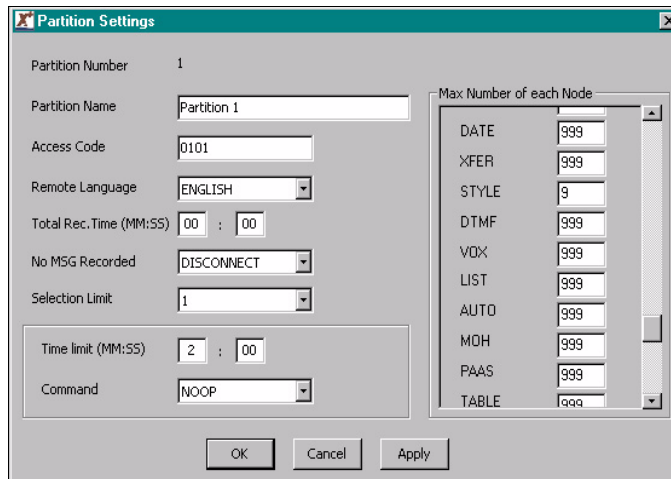 Partition Settings
Partition Number 1
Partition Name Partition 1
Access Code 0101
Remote Language ENGLISH
Total Rec.Time (MM:SS) 00 : 00
No MSG Recorded DISCONNECT
Selection Limit 1
Time limit (MM:SS) 2 : 00
Command NOOP
Max Number of each Node
DATE 999
XFER 999
STYLE 9
DTMF 999
VOX 999
LIST 999
AUTO 999
MOH 999
PAAS 999
TABLE 999
OK Cancel Apply